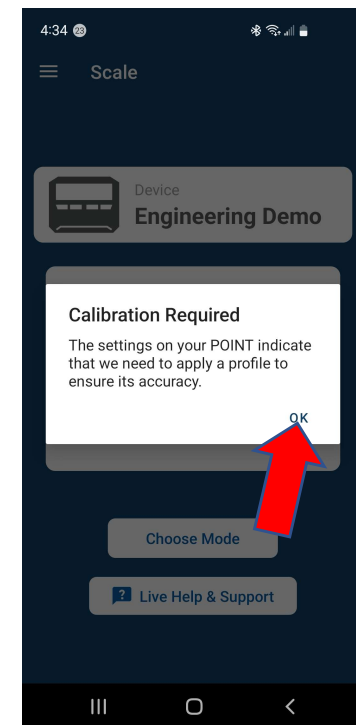 4:34 23
Scale
Device
Engineering Demo
Calibration Required
The settings on your POINT indicate
that we need to apply a profile to
ensure its accuracy.
OK
Choose Mode
? Live Help & Support